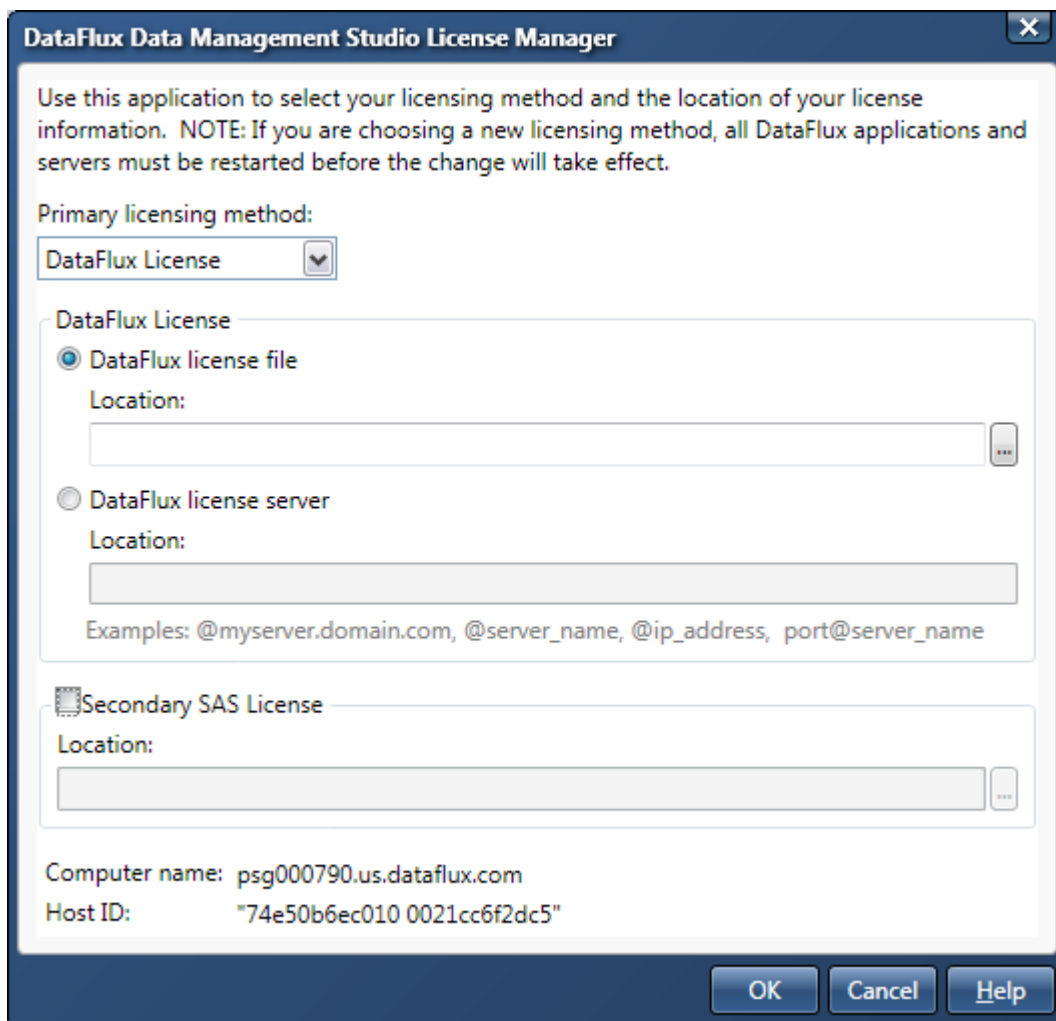 DataFlux Data Management Studio License Manager
Use this application to select your licensing method and the location of your license
information.  NOTE: If you are choosing a new licensing method, all DataFlux applications and
servers must be restarted before the change will take effect.
Primary licensing method:
DataFlux License
DataFlux License
DataFlux license file
Location:
...
DataFlux license server
Location:
Examples: @myserver.domain.com, @server_name, @ip_address,  port@server_name
Secondary SAS License
Location:
...
Computer name: psg000790.us.dataflux.com
Host ID: "74e50b6ec010 0021cc6f2dc5"
OK Cancel Help